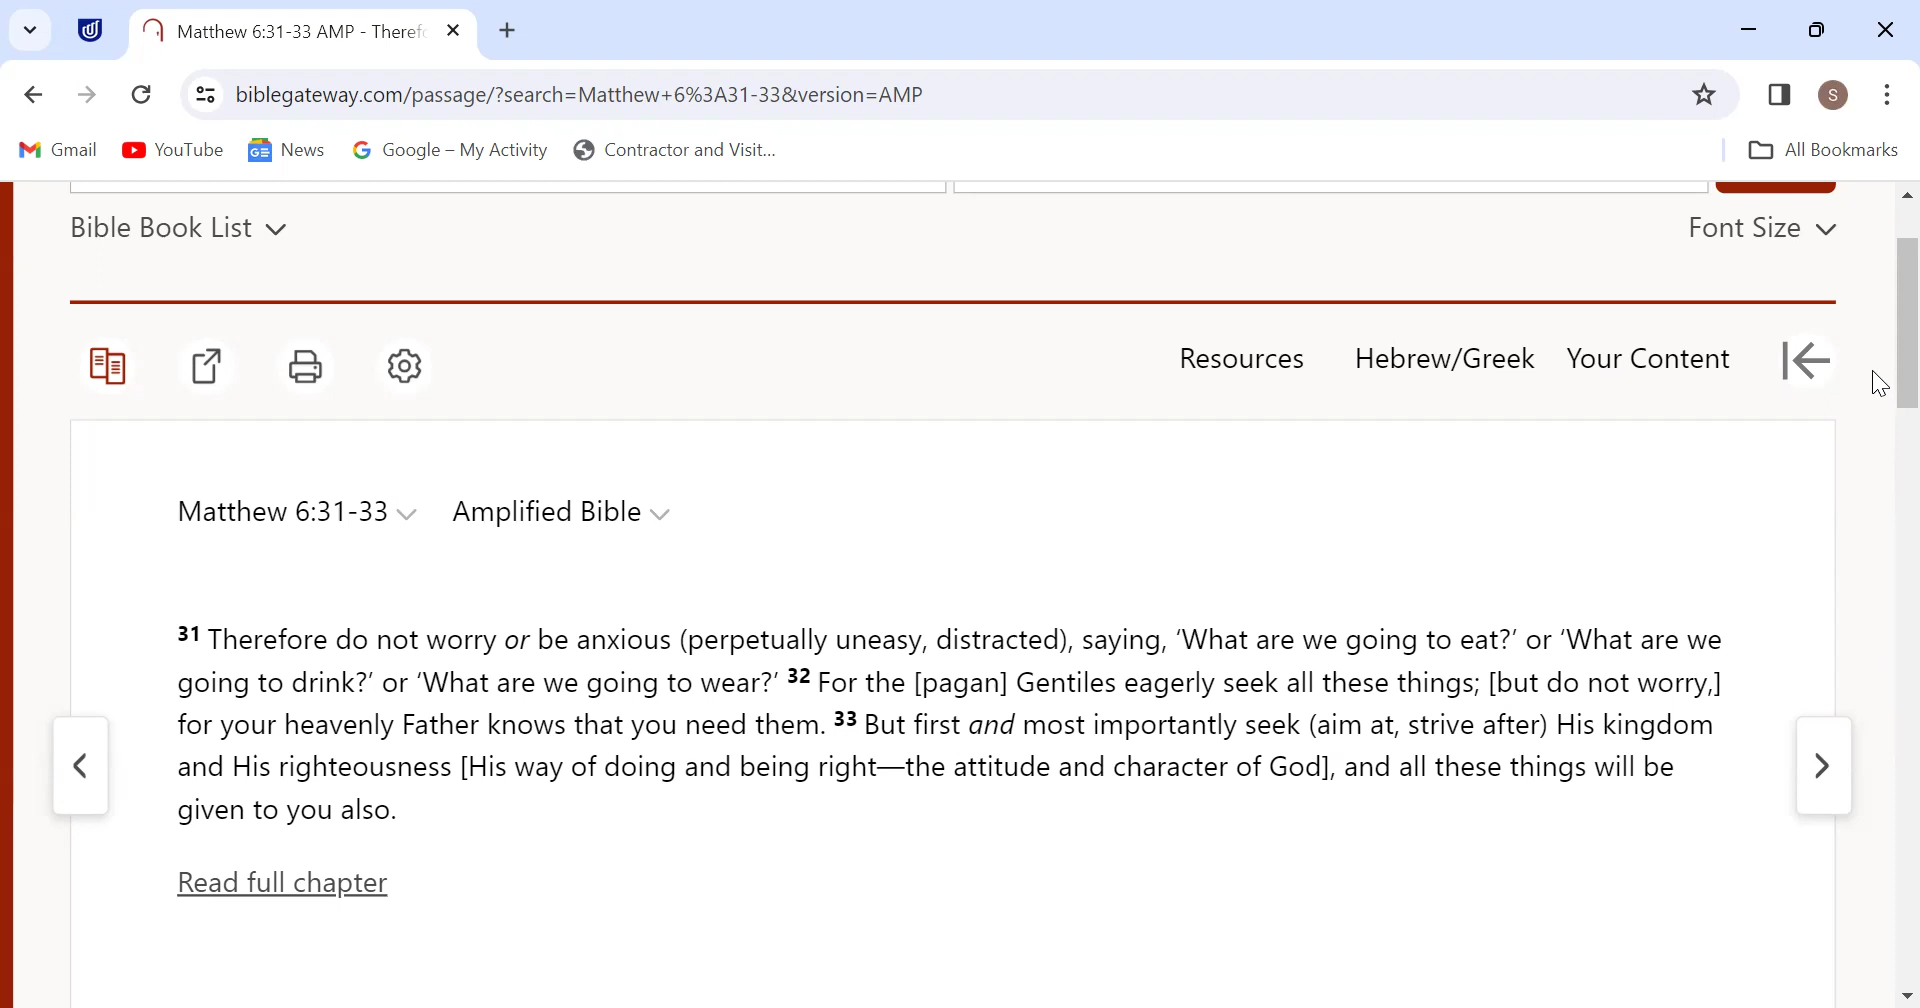 Matthew 6:31-33 AMP - Theref
biblegateway.com/passage/?search=Matthew+6%3A31-33&version=AMP
S
Gmail YouTube News Google – My Activity Contractor and Visit... All Bookmarks
Bible Book List Font Size
Resources Hebrew/Greek Your Content
Matthew 6:31-33 Amplified Bible
31 Therefore do not worry or be anxious (perpetually uneasy, distracted), saying, ‘What are we going to eat?’ or ‘What are we
going to drink?’ or ‘What are we going to wear?’ 32 For the [pagan] Gentiles eagerly seek all these things; [but do not worry,]
for your heavenly Father knows that you need them. 33 But first and most importantly seek (aim at, strive after) His kingdom
and His righteousness [His way of doing and being right—the attitude and character of God], and all these things will be
given to you also.
Read full chapter